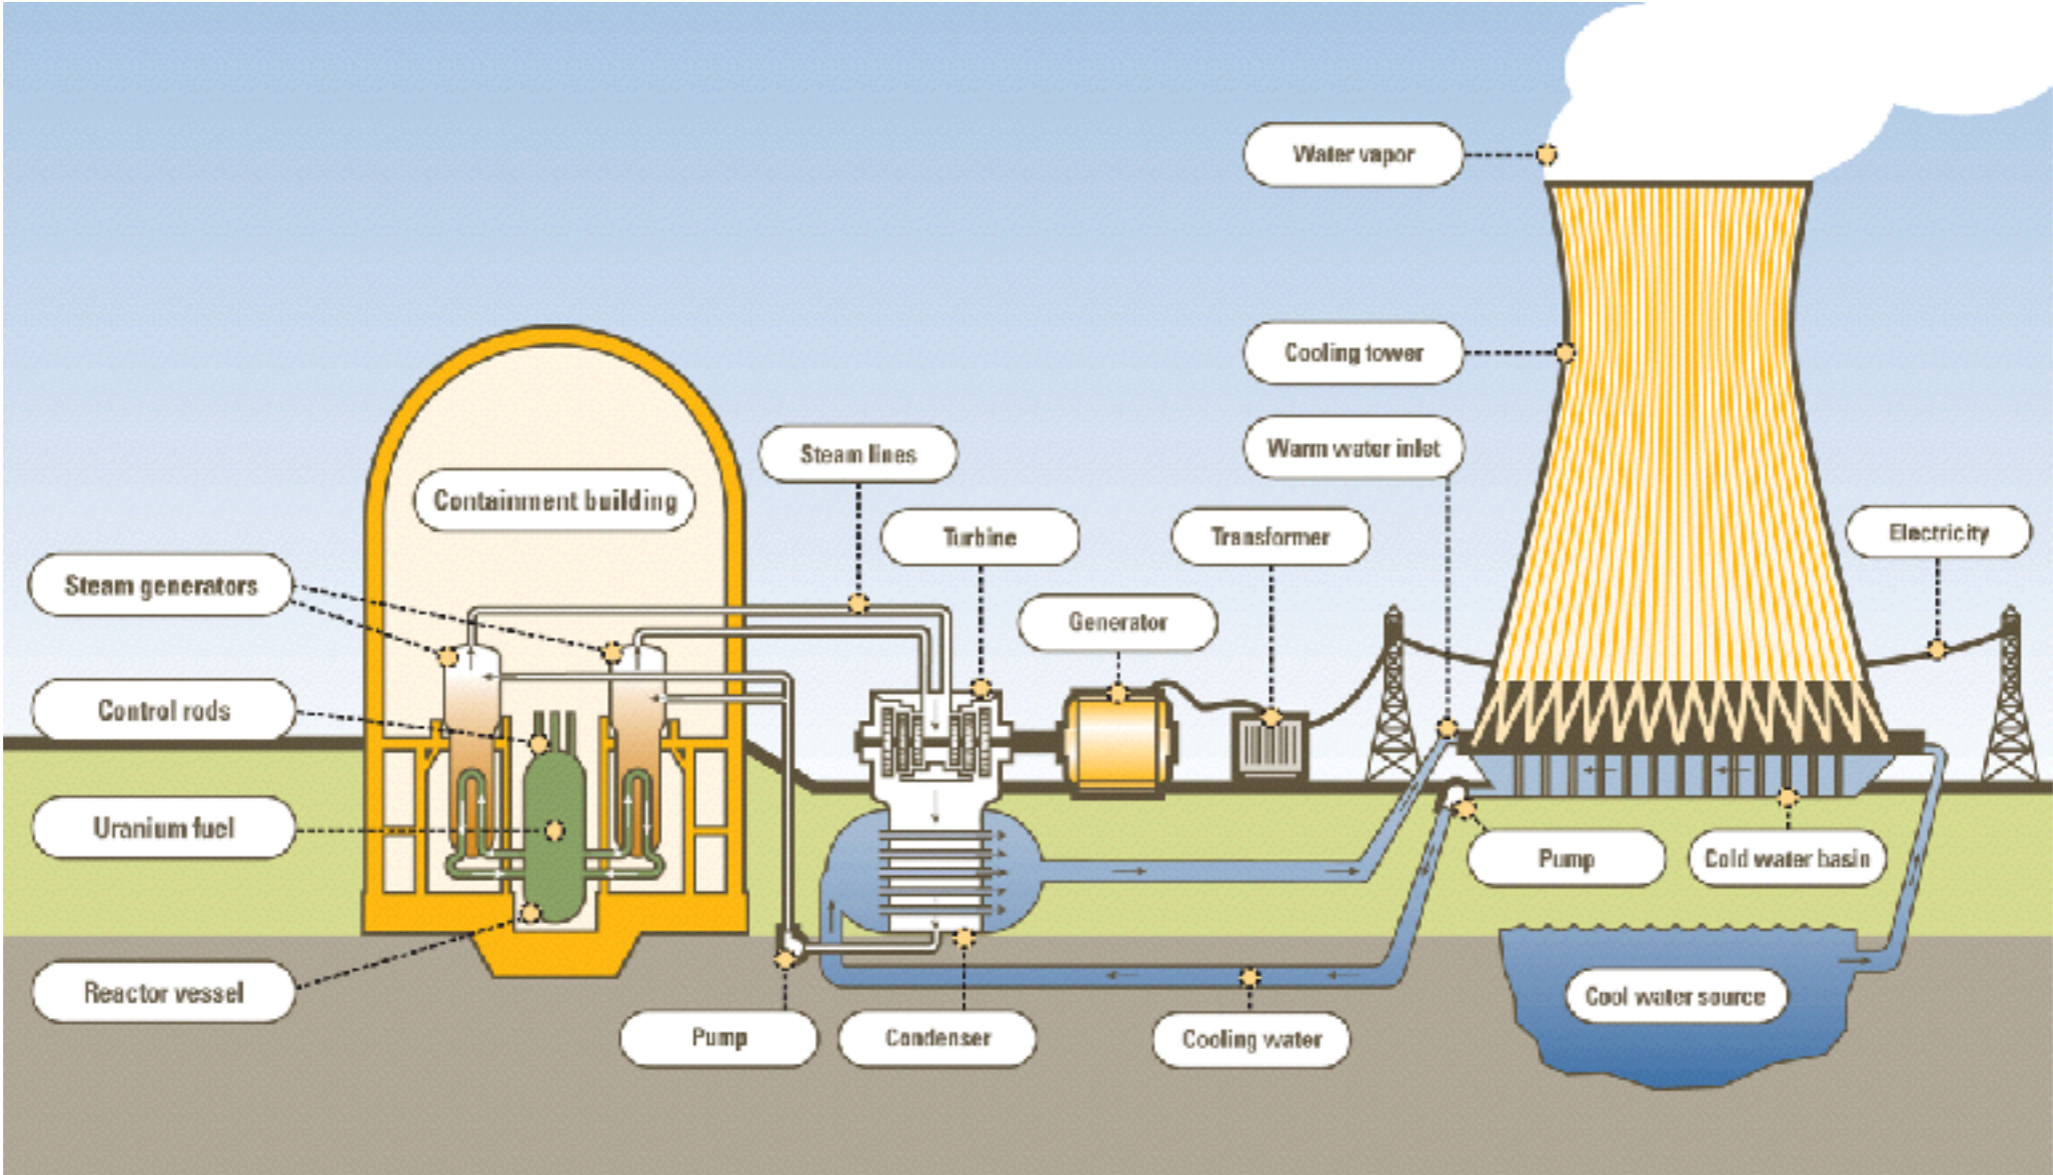 Water vapor
Cooling tower
Warm water inlet
Steam lines
Containment building
Turbine
Transformer
Electricity
Steam generators
Generator
Control rods
Uranium fuel
Pump
Cold water basin
Reactor vessel
Cool water source
Pump
Condenser
Cooling water